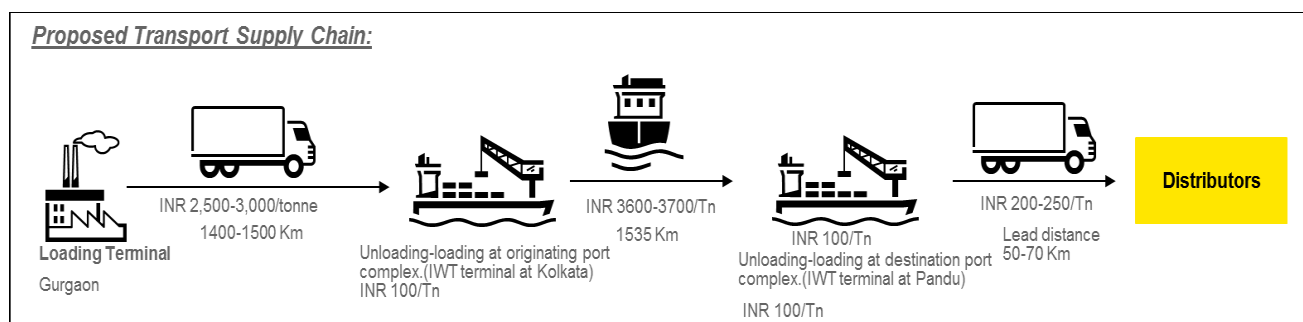 Proposed Transport Supply Chain:
INR 2,500-3,000/tonne
1400-1500 Km
Loading Terminal
Gurgaon
Unloading-loading at originating port
complex.(IWT terminal at Kolkata)
INR 100/Tn
INR 3600-3700/Tn
1535 Km
INR 100/Tn
Unloading-loading at destination port
complex.(IWT terminal at Pandu)
INR 100/Tn
INR 200-250/Tn
Lead distance
50-70 Km
Distributors